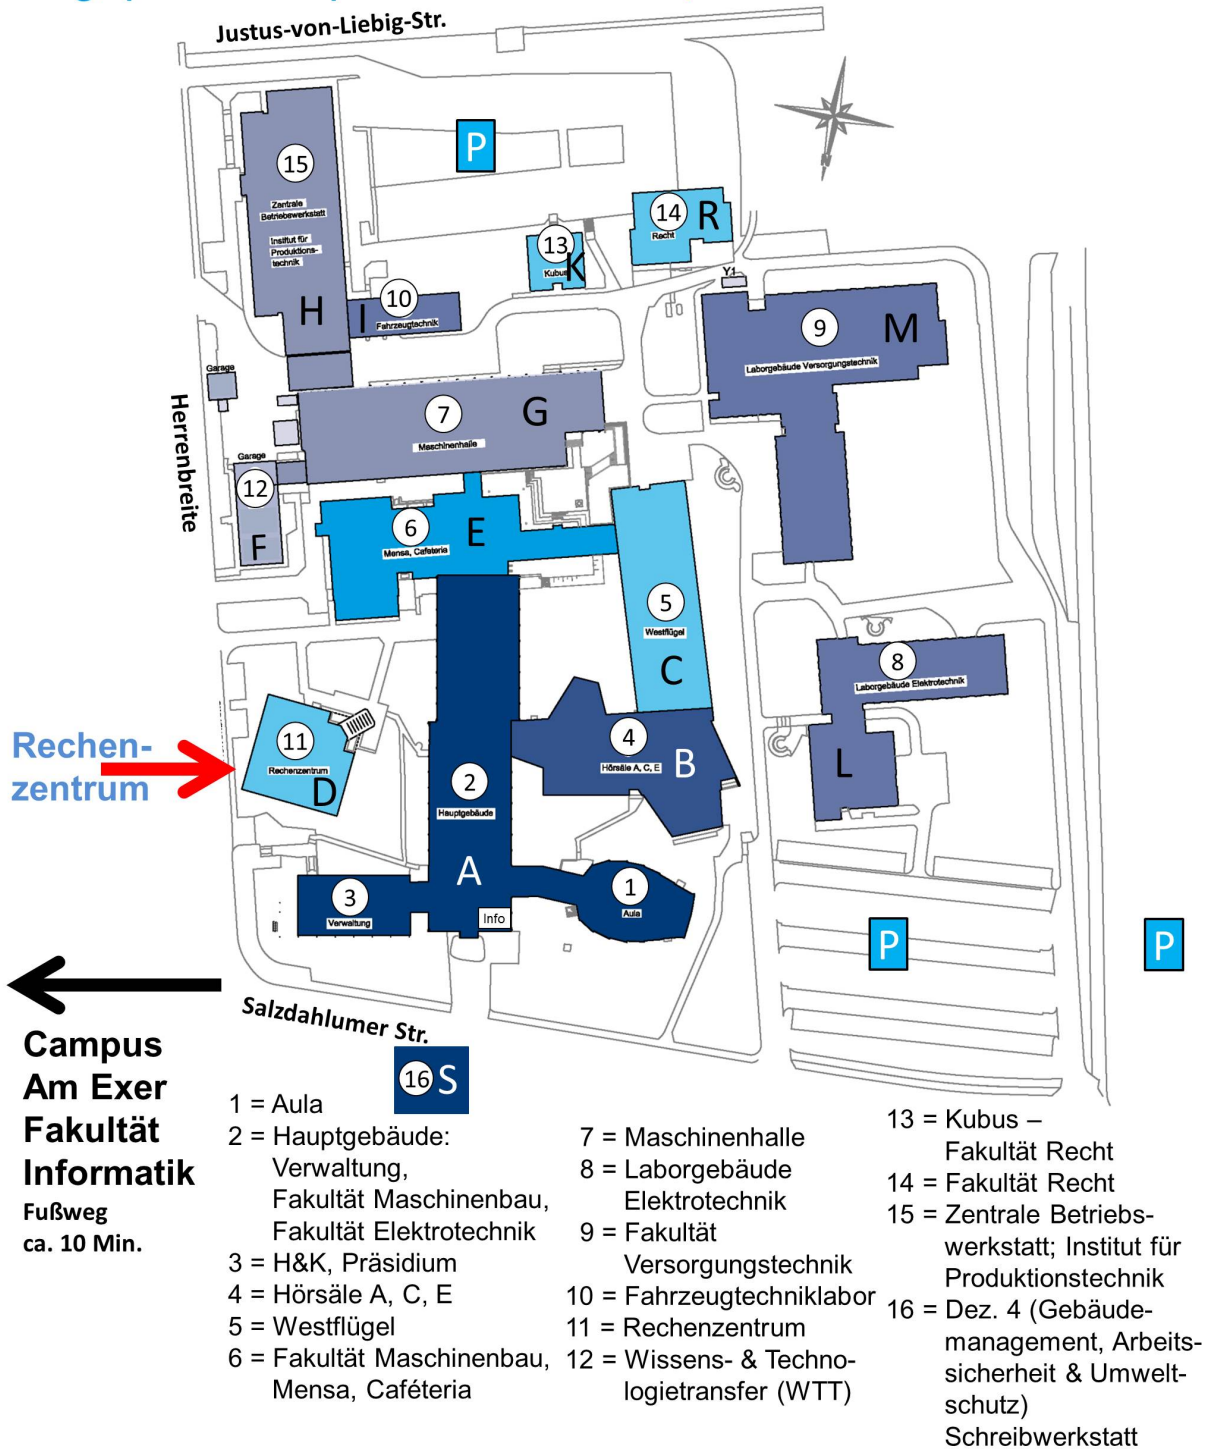 Justus-von-Liebig-Str.
P
15
Zentrale
Betriebswerkstatt
Institut für
Produktions-
technik
H
14
R
Recht
13
Kubus
K
10
I
Fahrzeugtechnik
Y1
9
M
Laborgebäude Versorgungstechnik
N
Garage
Herrenbreite
7
G
Maschinenhalle
Garage
12
F
6
E
Mensa, Cafeteria
5
Westflügel
C
8
Laborgebäude Elektrotechnik
L
Rechen-
zentrum
11
Rechenzentrum
D
4
Hörsäle A, C, E
B
2
Hauptgebäude
A
3
Verwaltung
Info
1
Aula
P
P
Salzdahlumer Str.
Campus
Am Exer
Fakultät
Informatik
Fußweg
ca. 10 Min.
16 S
1 = Aula
2 = Hauptgebäude:
Verwaltung,
Fakultät Maschinenbau,
Fakultät Elektrotechnik
3 = H&K, Präsidium
4 = Hörsäle A, C, E
5 = Westflügel
6 = Fakultät Maschinenbau,
Mensa, Caféteria
7 = Maschinenhalle
8 = Laborgebäude
Elektrotechnik
9 = Fakultät
Versorgungstechnik
10 = Fahrzeugtechniklabor
11 = Rechenzentrum
12 = Wissens- & Techno-
logietransfer (WTT)
13 = Kubus –
Fakultät Recht
14 = Fakultät Recht
15 = Zentrale Betriebs-
werkstatt; Institut für
Produktionstechnik
16 = Dez. 4 (Gebäude-
management, Arbeits-
sicherheit & Umwelt-
schutz)
Schreibwerkstatt